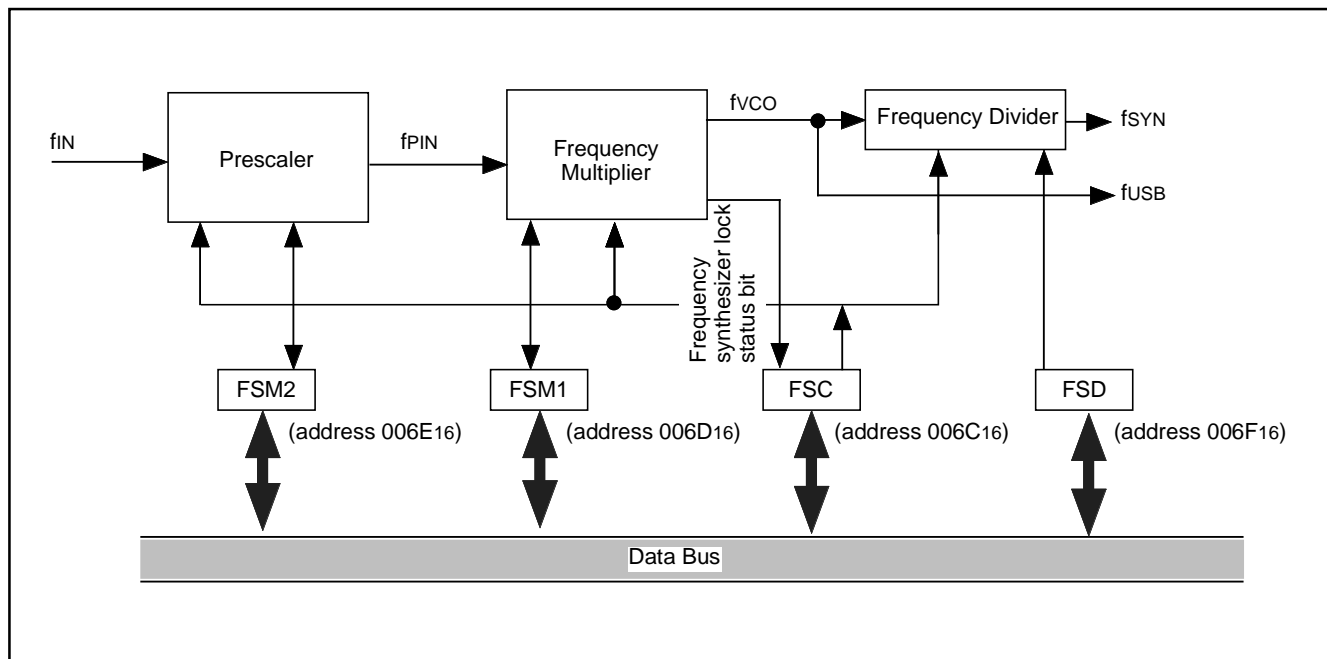 fIN
Prescaler
fPIN
Frequency
Multiplier
fVCO
Frequency Divider
fSYN
fUSB
Frequency
synthesizer lock
status bit
FSM2
(address 006E16)
FSM1
(address 006D16)
FSC
(address 006C16)
FSD
(address 006F16)
Data Bus